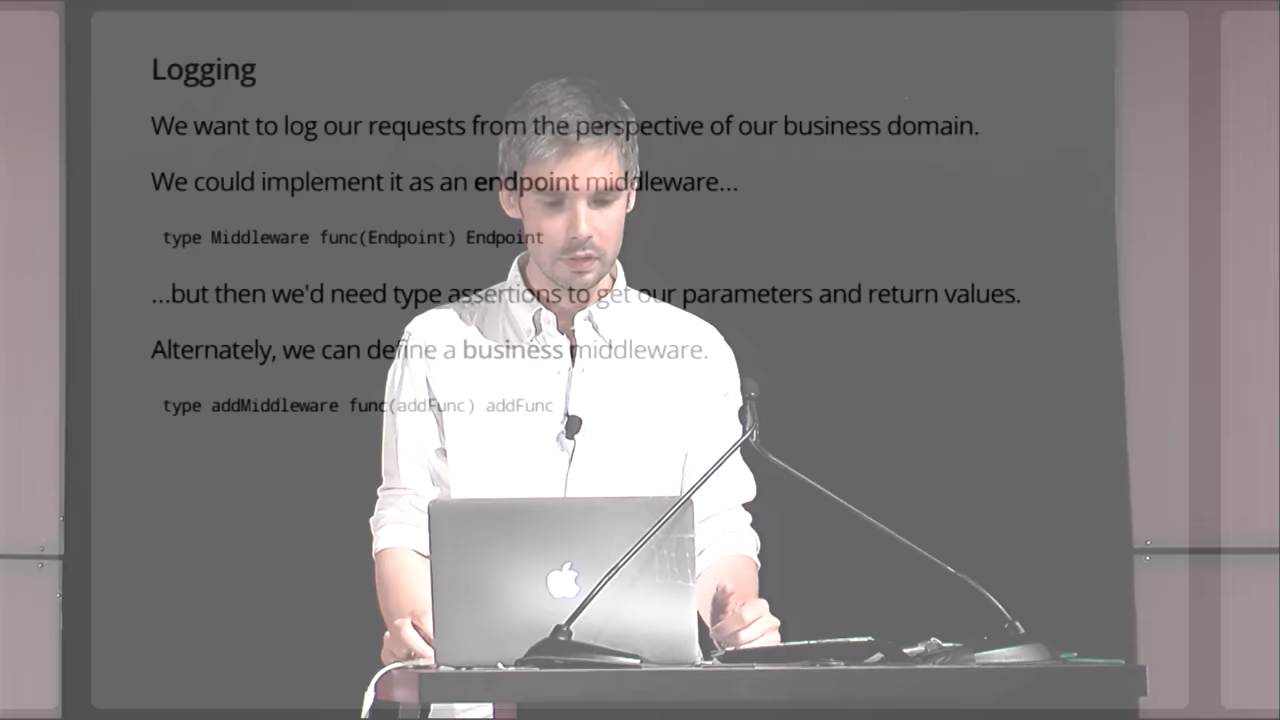 Logging
We want to log our requests from the perspective of our business domain.
We could implement it as an endpoint middleware...
type Middleware func(Endpoint) Endpoint
...but then we'd need type assertions to get our parameters and return values.
Alternately, we can define a business middleware.
type addMiddleware func(addFunc) addFunc